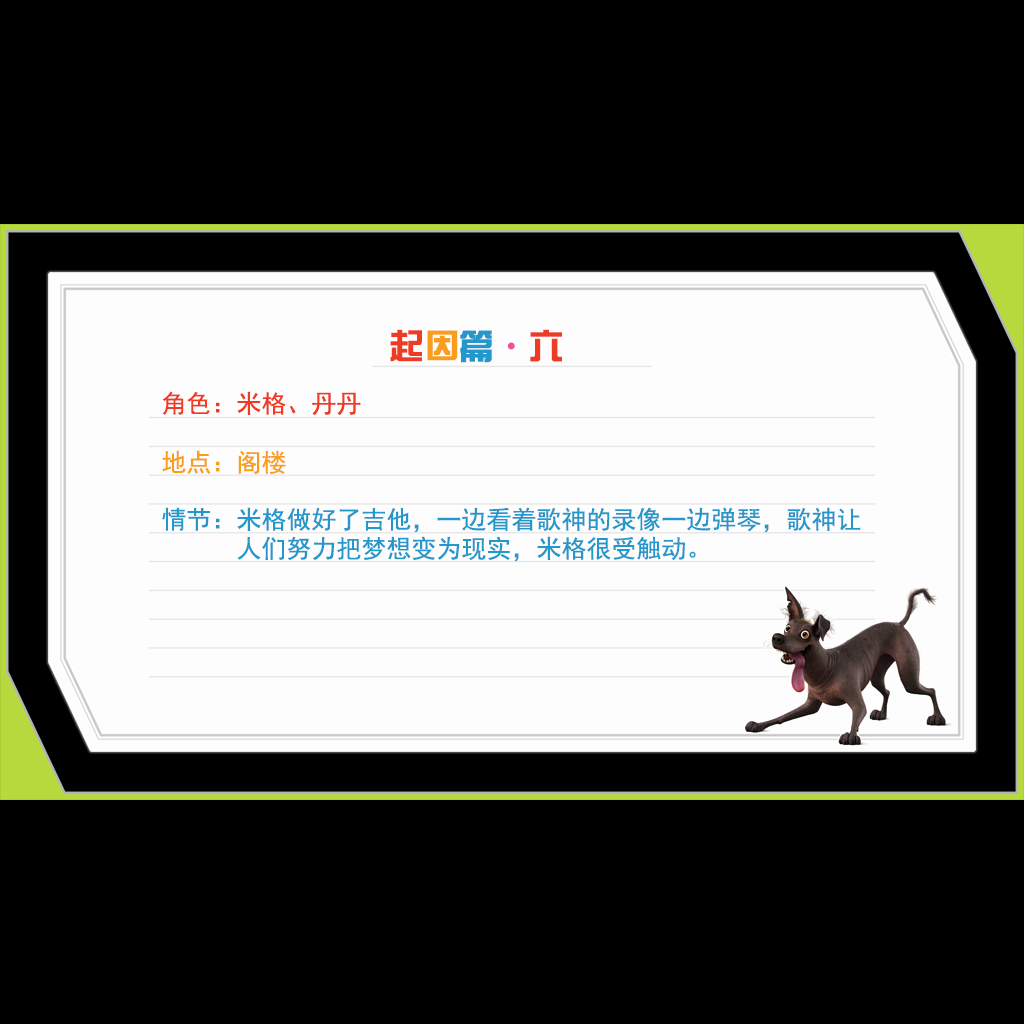 起因篇·六
角色：米格、丹丹
地点：阁楼
情节：米格做好了吉他，一边看着歌神的录像一边弹琴，歌神让
人们努力把梦想变为现实，米格很受触动。